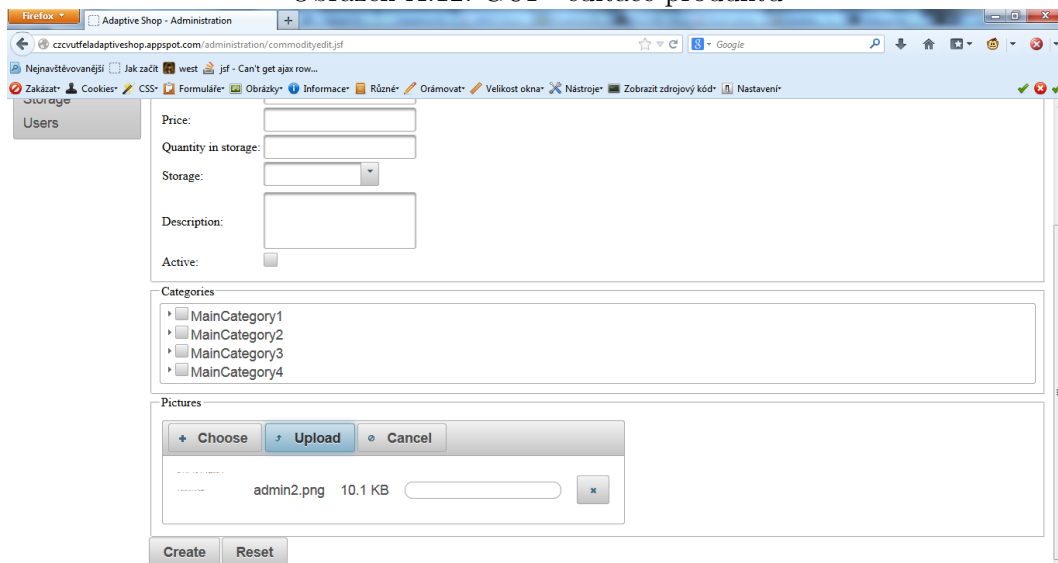 Firefox
Adaptive Shop - Administration
czcvutfeladaptiveshop.appspot.com/administration/commodityedit.jsf
Google
Nejnavštěvovanější Jak začít west jsf - Can't get ajax row...
Zakázat Cookies CSS Formuláře Obrázky Informace Různé Orámovat Velikost okna Nástroje Zobrazit zdrojový kód Nastavení
Storage
Users
Price:
Quantity in storage:
Storage:
Description:
Active:
Categories
MainCategory1
MainCategory2
MainCategory3
MainCategory4
Pictures
Choose Upload Cancel
admin2.png 10.1 KB
Create Reset